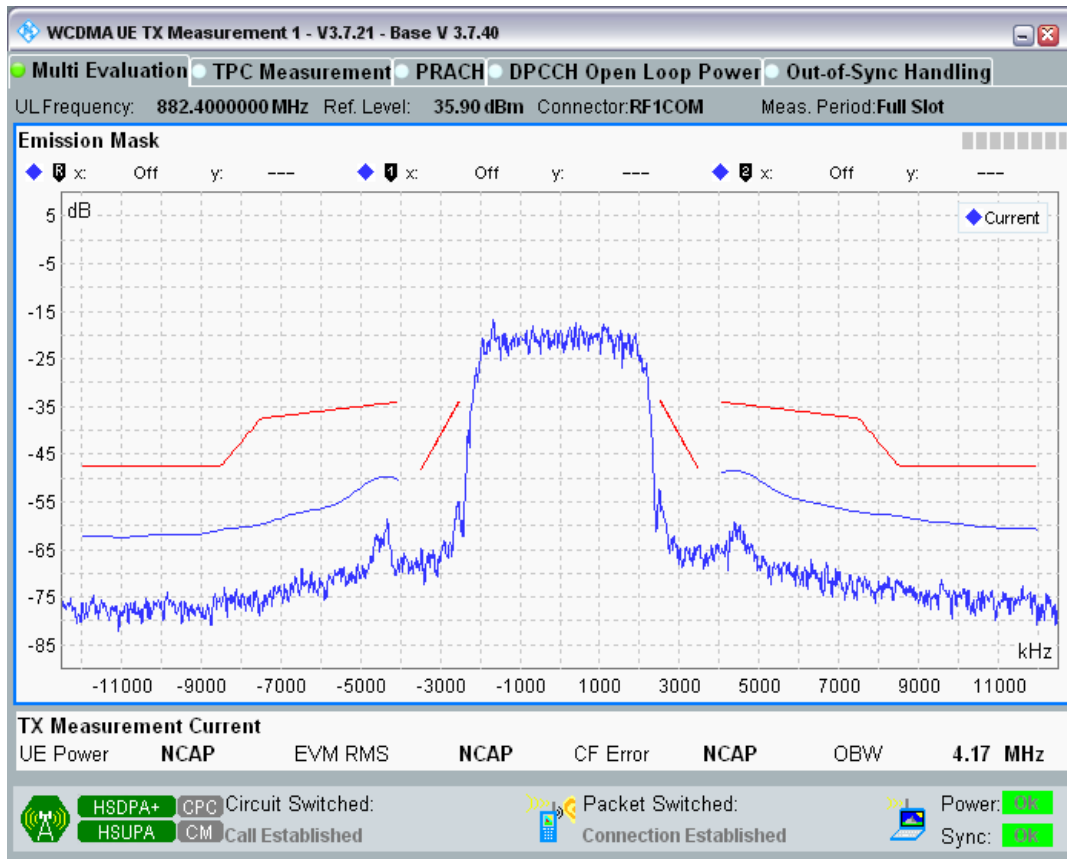 WCDMA UE TX Measurement 1 - V3.7.21 - Base V 3.7.40
Multi Evaluation TPC Measurement PRACH DPCCH Open Loop Power Out-of-Sync Handling
UL Frequency: 882.4000000 MHz Ref. Level: 35.90 dBm Connector:RF1COM Meas. Period:Full Slot
Emission Mask
R x: Off y: --- 1 x: Off y: --- 2 x: Off y: ---
dB
Current
5
-5
-15
-25
-35
-45
-55
-65
-75
-85
kHz
-11000 -9000 -7000 -5000 -3000 -1000 1000 3000 5000 7000 9000 11000
TX Measurement Current
UE Power NCAP EVM RMS NCAP CF Error NCAP OBW 4.17 MHz
HSDPA+ CPC Circuit Switched: Packet Switched: Power: Ok
HSUPA CM Call Established Connection Established Sync: Ok